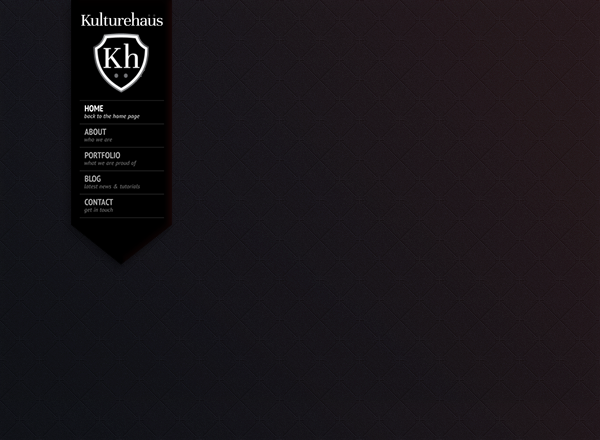 Kulturehaüs
Kh
HOME
back to the home page
ABOUT
who we are
PORTFOLIO
what we are proud of
BLOG
latest news & tutorials
CONTACT
get in touch